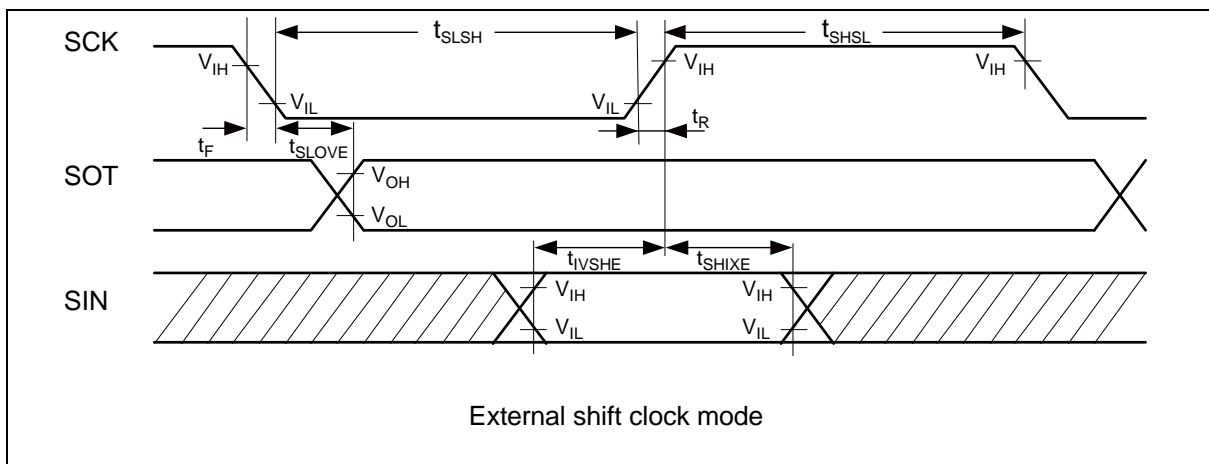 SCK
tSLSH
tSHSL
VIH
VIH
VIH
VIL
VIL
tR
tF
tSLOVE
SOT
VOH
VOL
tIVSHE
tSHIXE
SIN
VIH
VIH
VIL
VIL
External shift clock mode